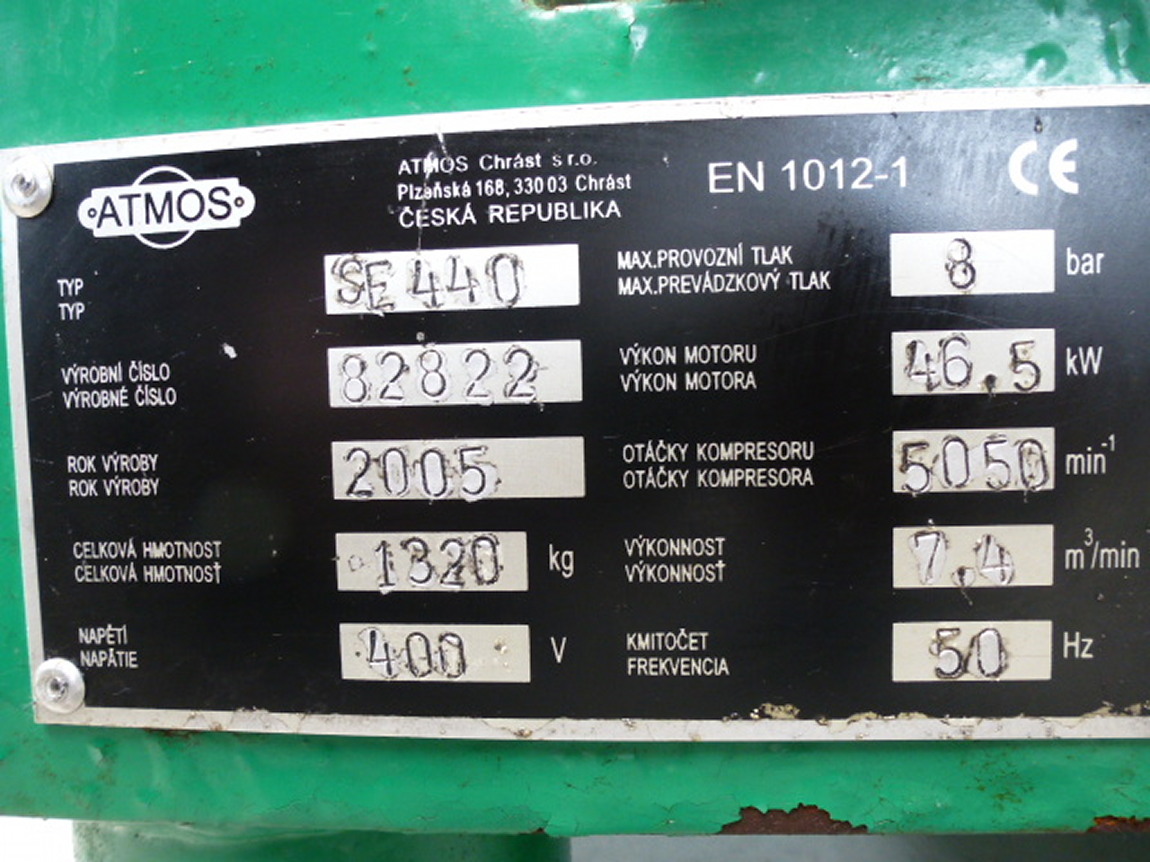 ATMOS
ATMOS Chrást s r.o.
Plzeňská 168, 330 03 Chrást
ČESKÁ REPUBLIKA
EN 1012-1
CE
TYP
TYP
SE 440
VÝROBNÍ ČÍSLO
VÝROBNÉ ČÍSLO
82822
ROK VÝROBY
ROK VÝROBY
2005
CELKOVÁ HMOTNOST
CELKOVÁ HMOTNOSŤ
1320 kg
NAPĚTÍ
NAPÄTIE
400 V
MAX.PROVOZNÍ TLAK
MAX.PREVÁDZKOVÝ TLAK
8 bar
VÝKON MOTORU
VÝKON MOTORA
46.5 kW
OTÁČKY KOMPRESORU
OTÁČKY KOMPRESORA
5050 min⁻¹
VÝKONNOST
VÝKONNOSŤ
7.4 m³/min
KMITOČET
FREKVENCIA
50 Hz